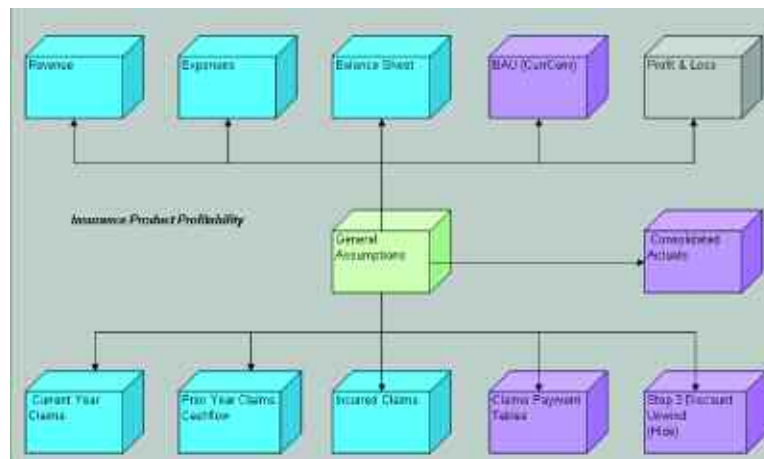 Revenue
Expenses
Balance Sheet
BAU (CurrCern)
Profit & Loss
Insurance Product Profitability
General
Assumptions
Consolidated
Actuals
Current Year
Claims
Prior Year Claims
Cashflow
Incurred Claims
Claims Payment
Tables
Step 3 Discount
Unwind
(Hide)